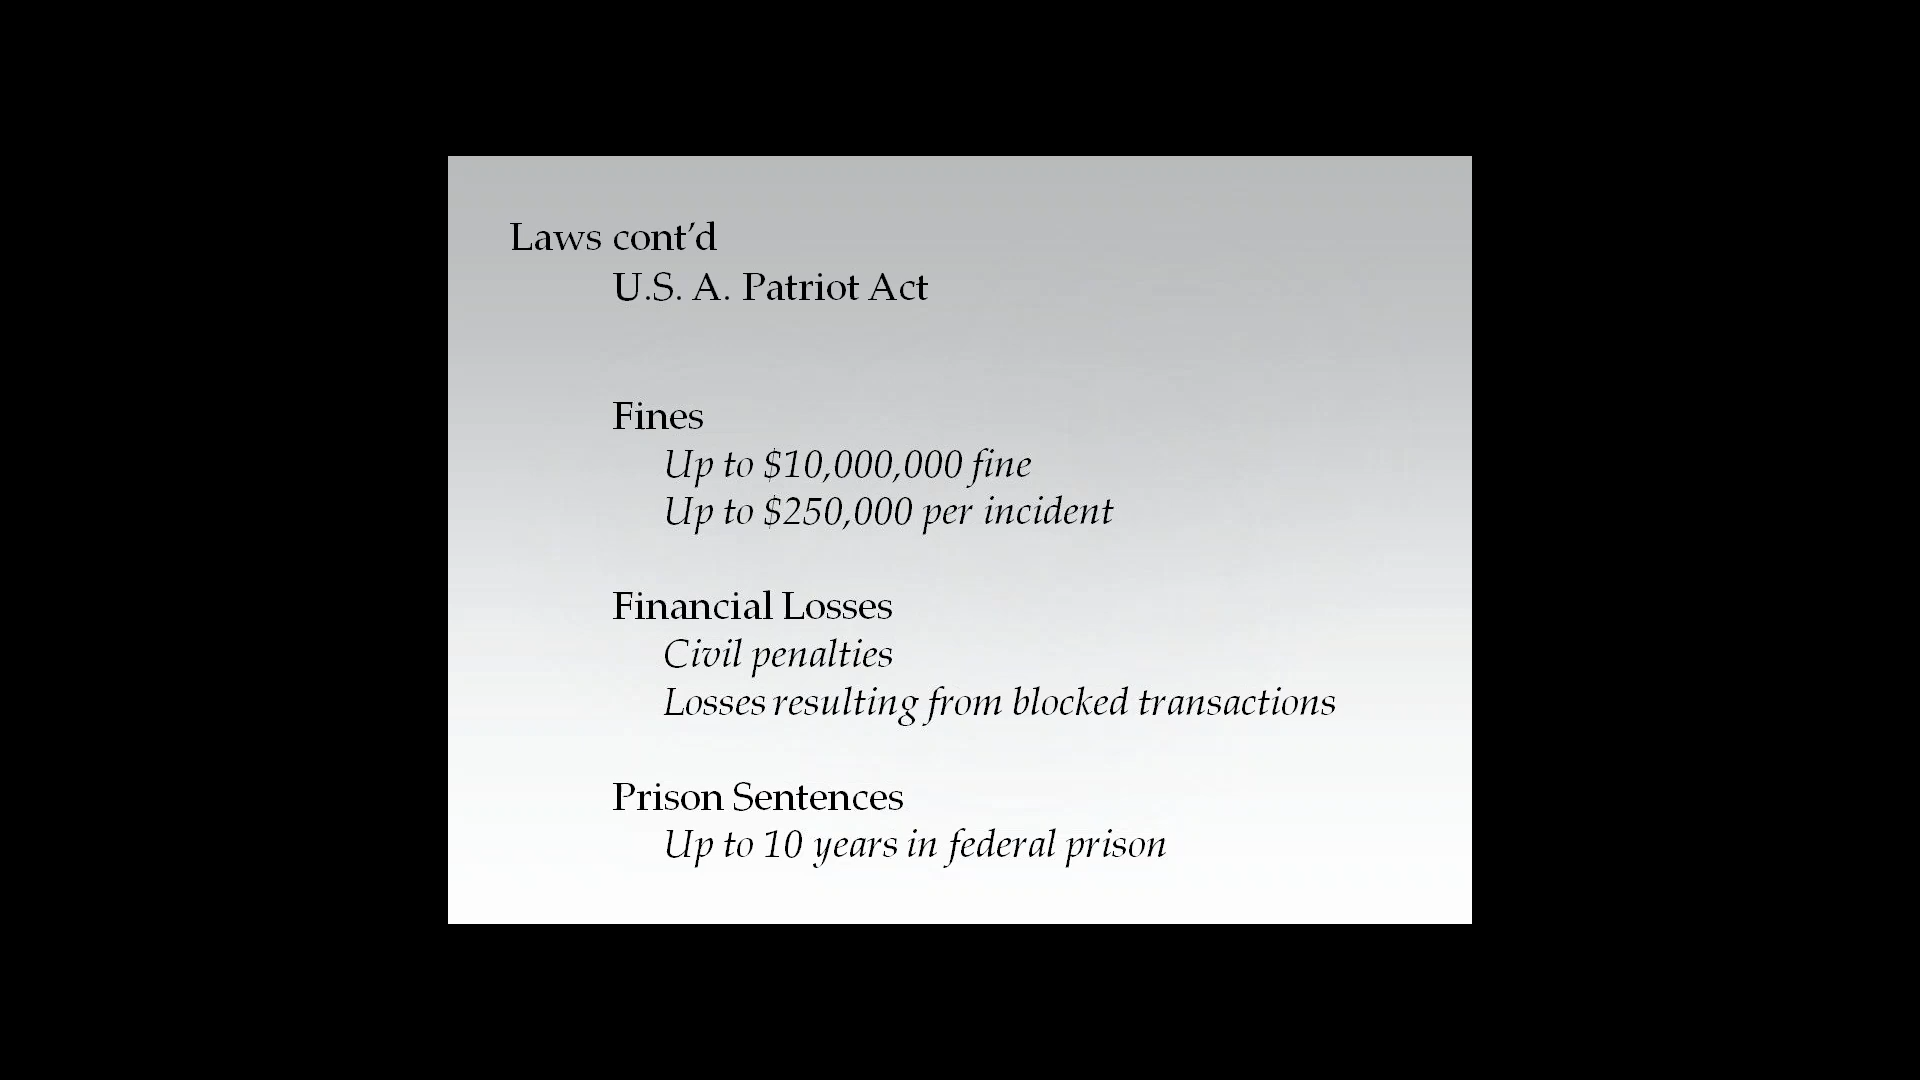 Laws cont’d
U.S. A. Patriot Act
Fines
Up to $10,000,000 fine
Up to $250,000 per incident
Financial Losses
Civil penalties
Losses resulting from blocked transactions
Prison Sentences
Up to 10 years in federal prison